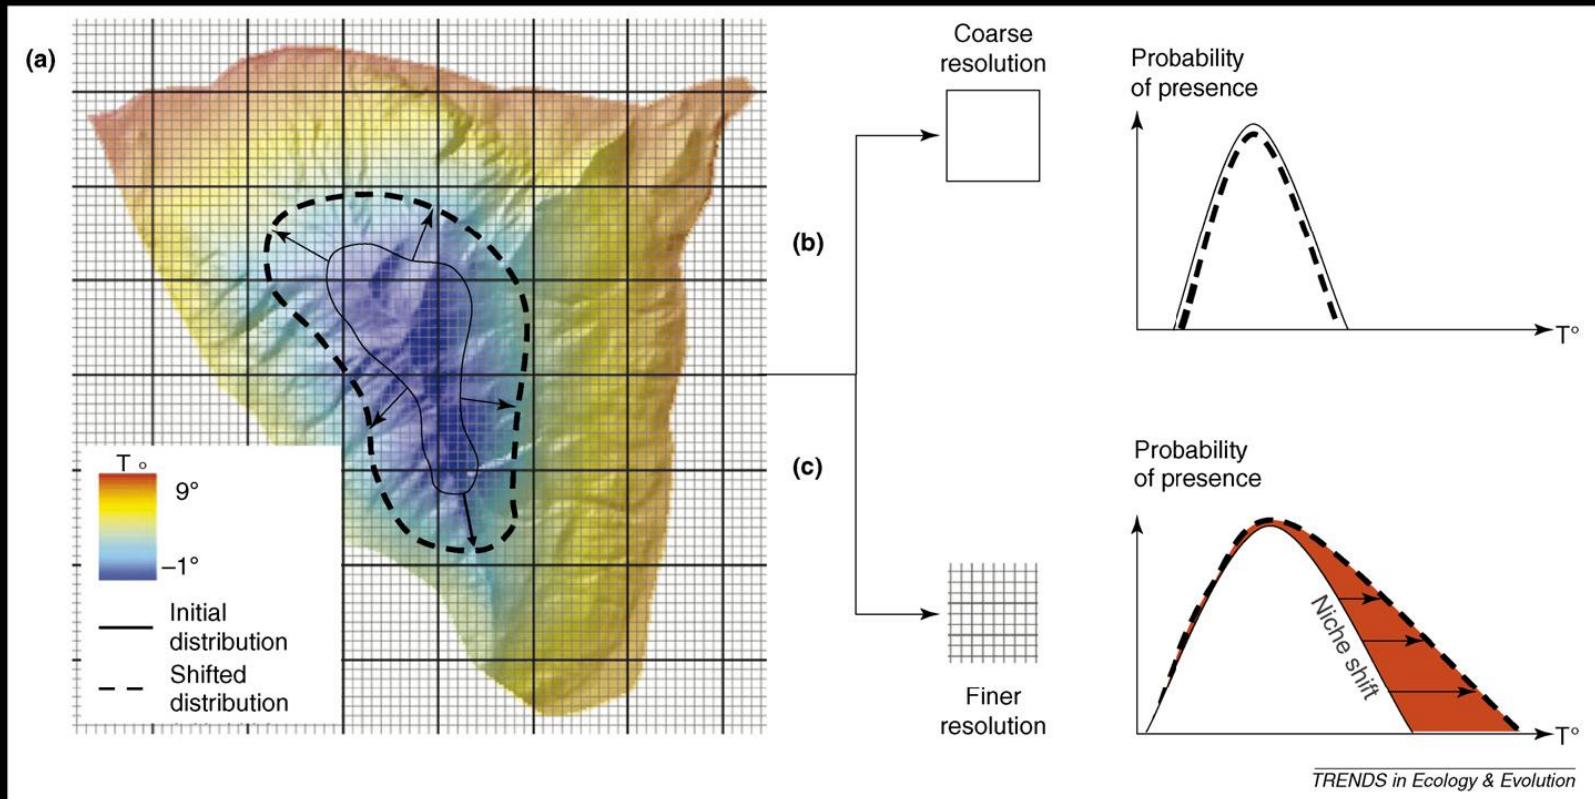 (a)
T °
9°
–1°
Initial
distribution
Shifted
distribution
(b)
Coarse
resolution
Probability
of presence
T°
(c)
Finer
resolution
Probability
of presence
Niche shift
T°
TRENDS in Ecology & Evolution